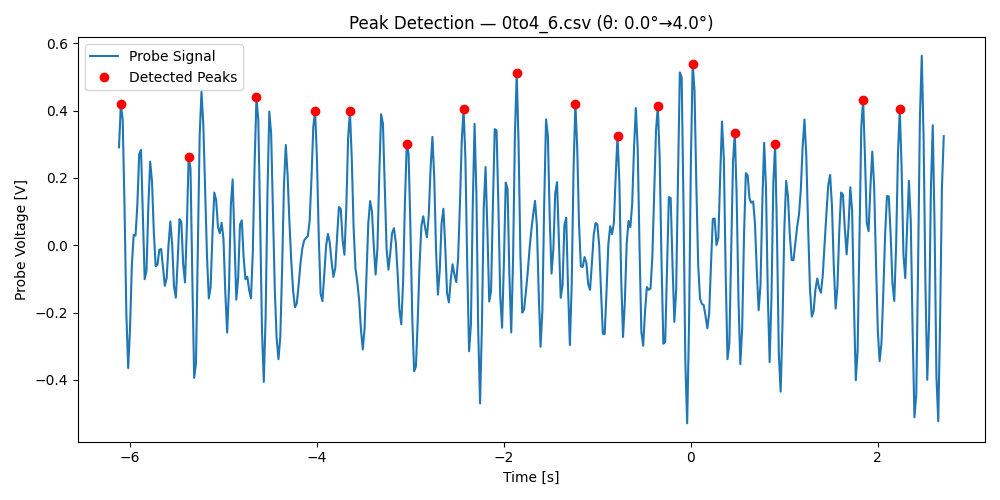 Peak Detection — 0to4_6.csv (θ: 0.0°→4.0°)
Probe Signal
Detected Peaks
Probe Voltage [V]
0.6
0.4
0.2
0.0
−0.2
−0.4
−6
−4
−2
0
2
Time [s]